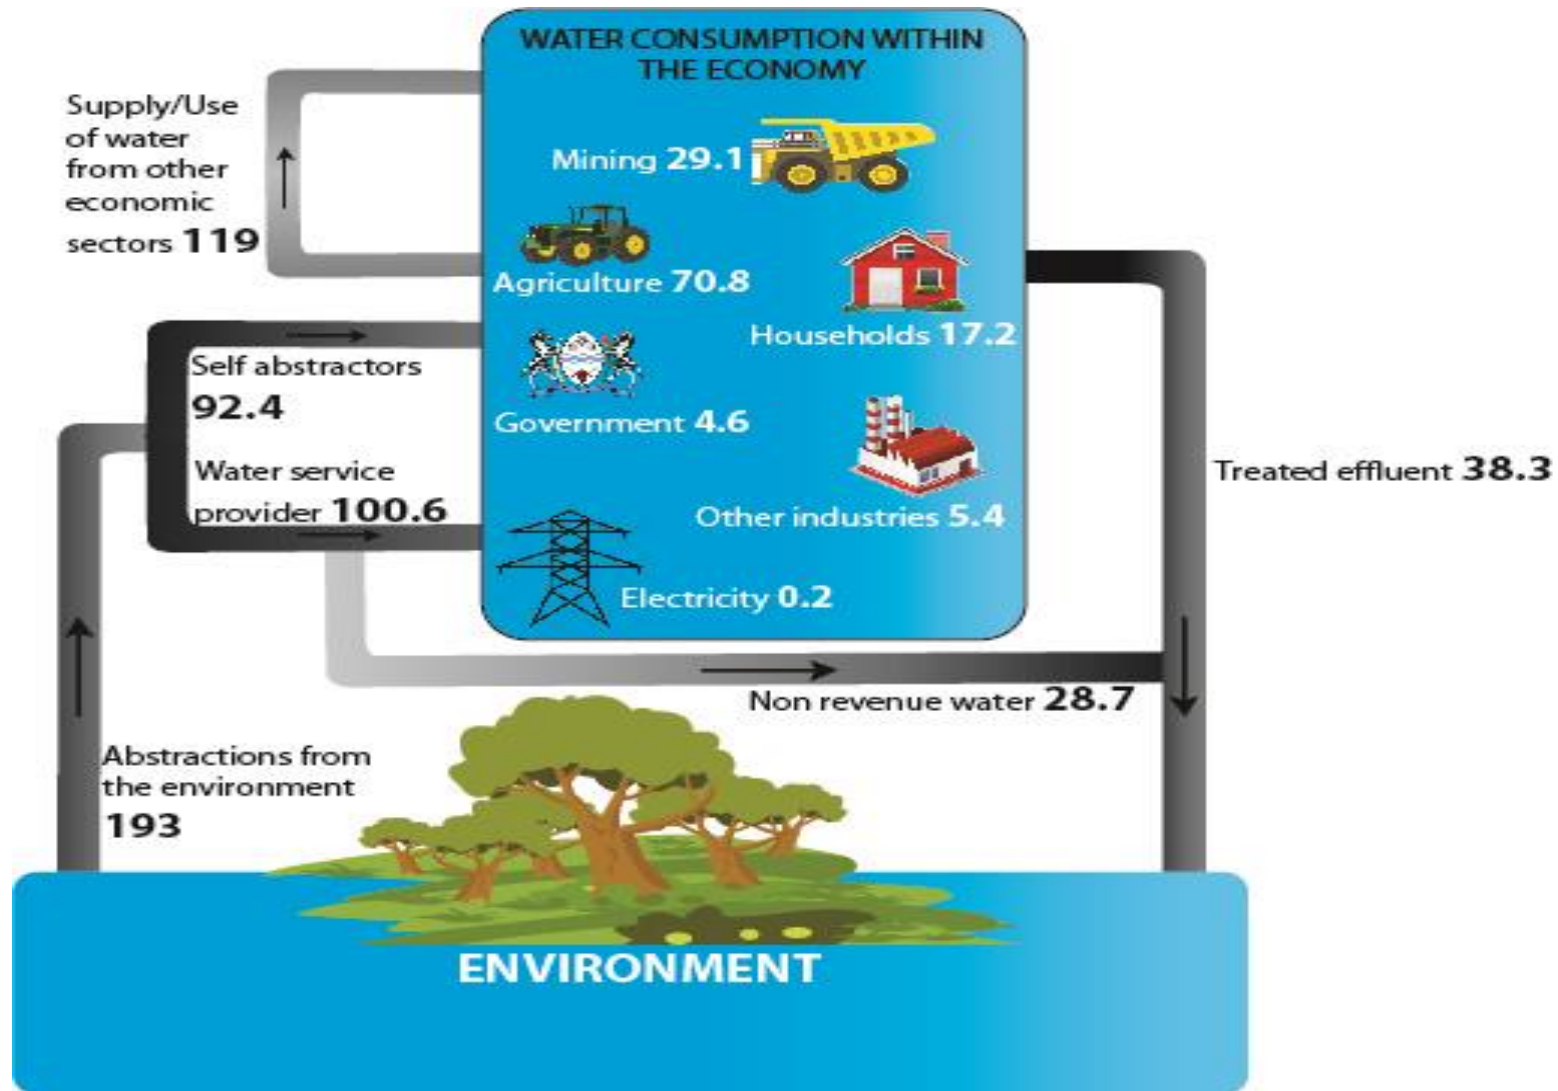 WATER CONSUMPTION WITHIN
THE ECONOMY
Supply/Use
of water
from other
economic
sectors 119
Mining 29.1
Agriculture 70.8
Households 17.2
Self abstractors
92.4
Government 4.6
Water service
provider 100.6
Treated effluent 38.3
Other industries 5.4
Electricity 0.2
Non revenue water 28.7
Abstractions from
the environment
193
ENVIRONMENT